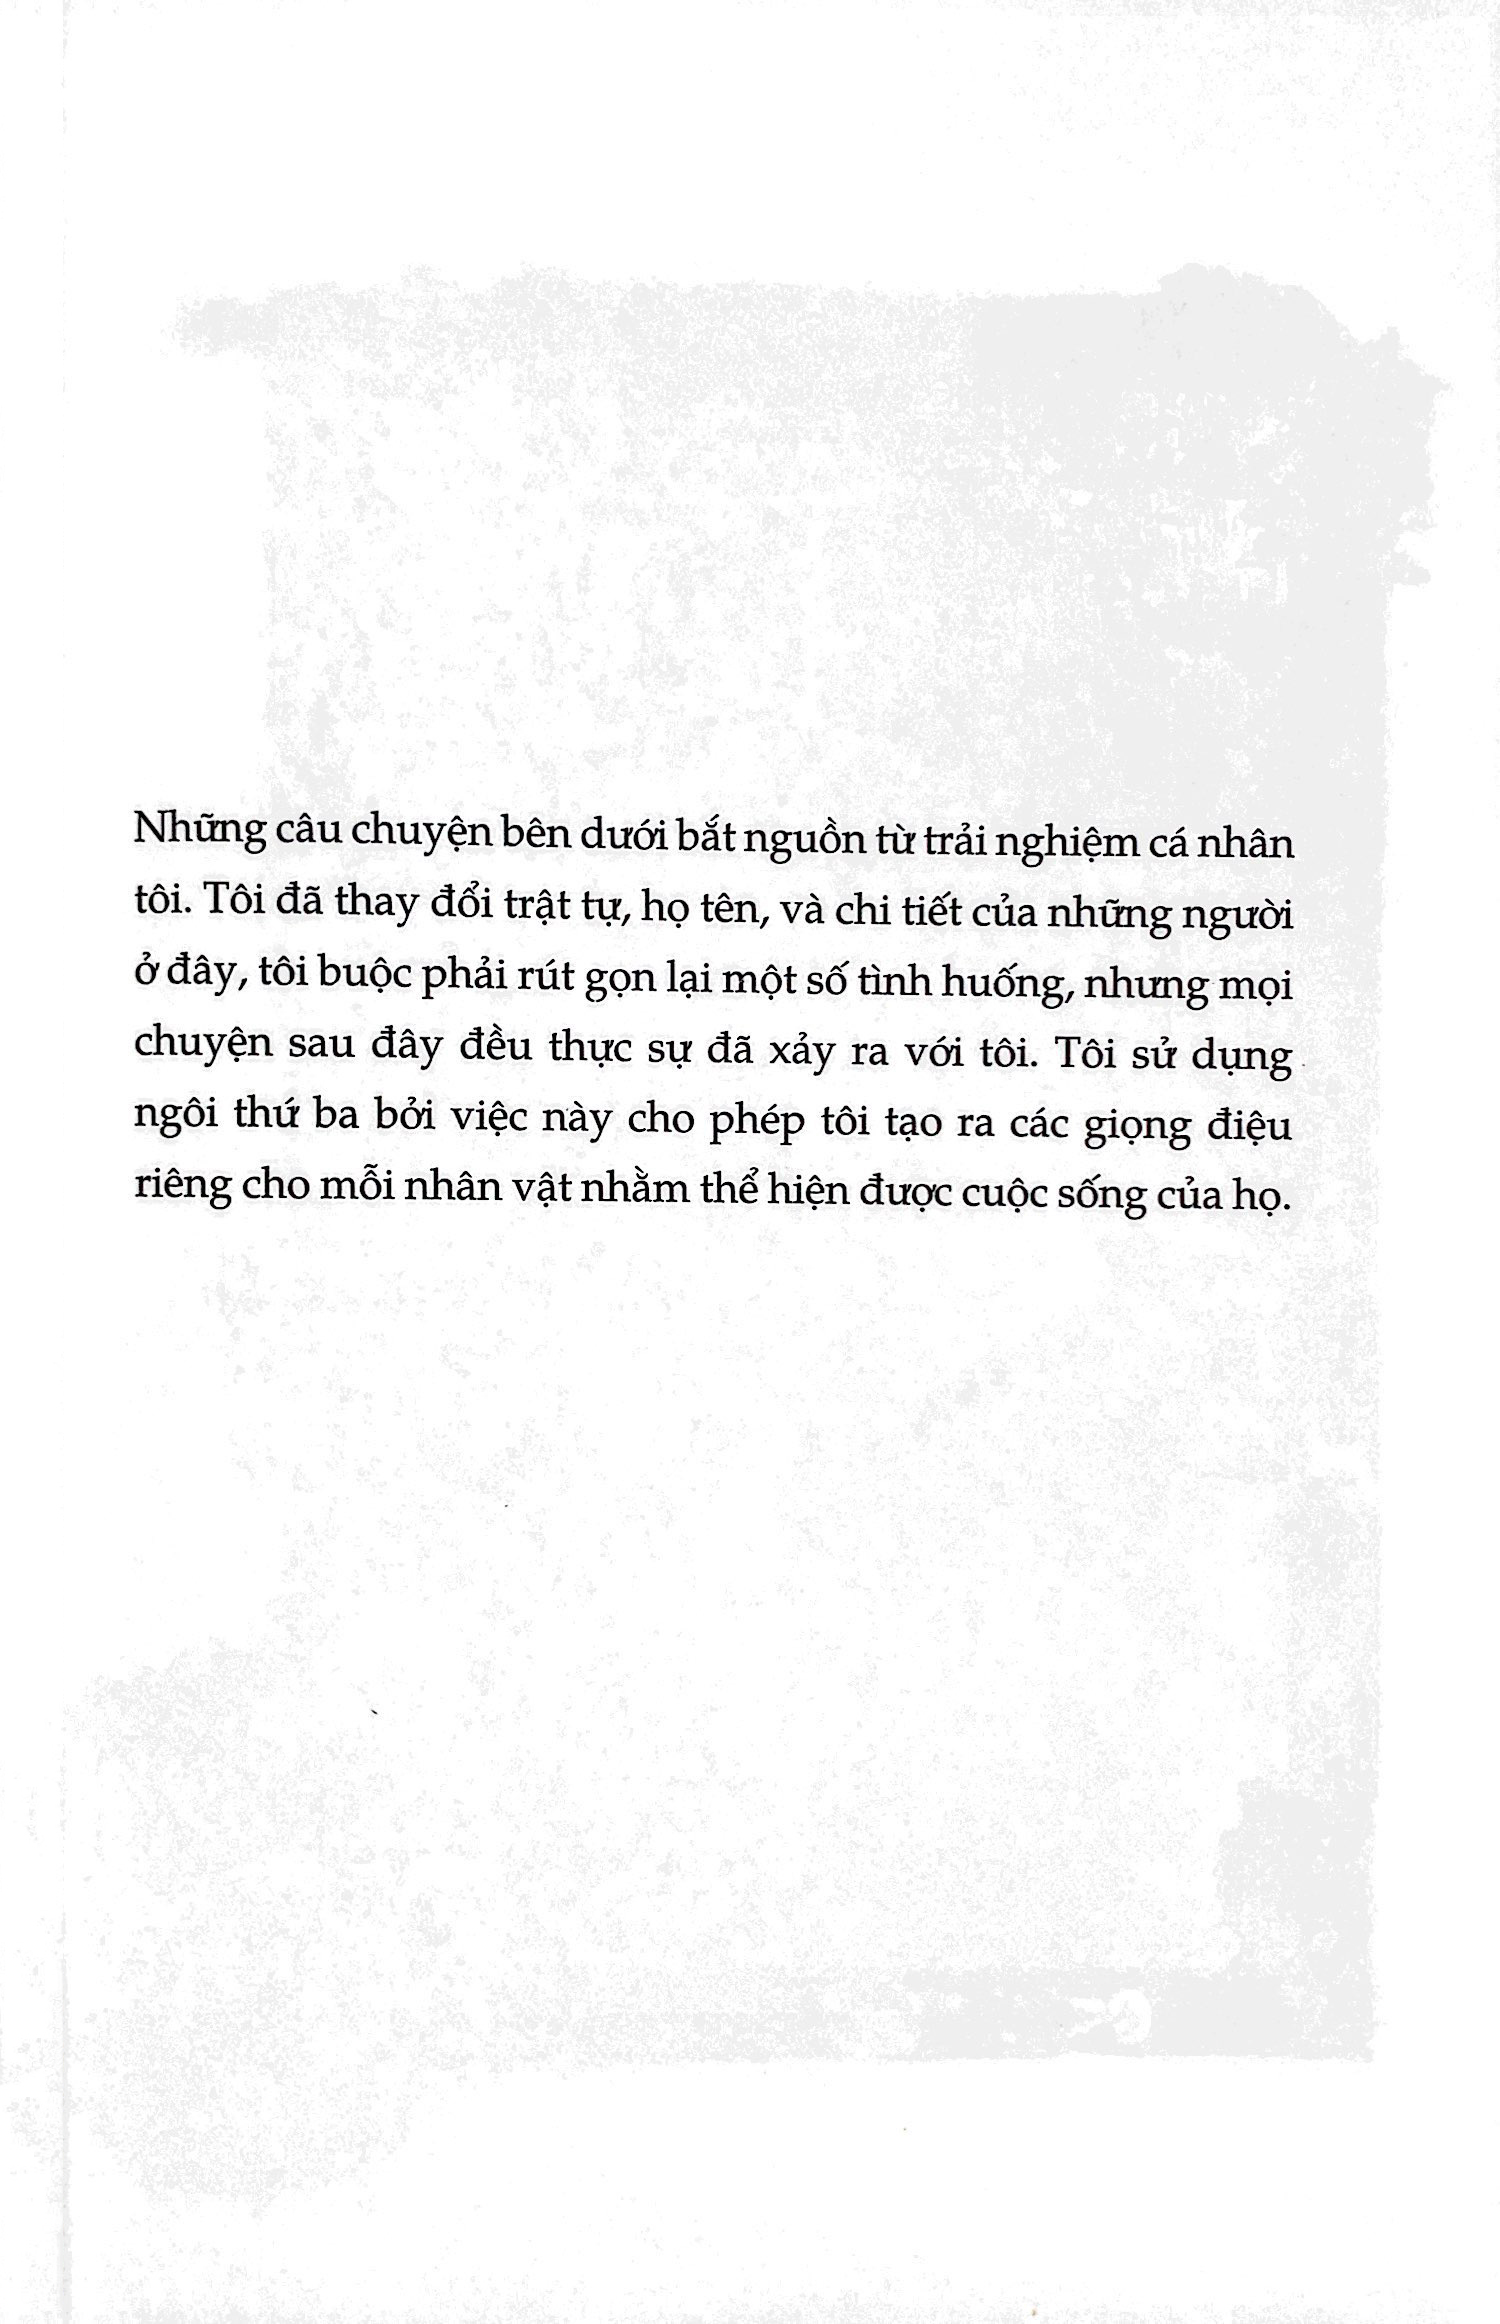 Những câu chuyện bên dưới bắt nguồn từ trải nghiệm cá nhân
tôi. Tôi đã thay đổi trật tự, họ tên, và chi tiết của những người
ở đây, tôi buộc phải rút gọn lại một số tình huống, nhưng mọi
chuyện sau đây đều thực sự đã xảy ra với tôi. Tôi sử dụng
ngôi thứ ba bởi việc này cho phép tôi tạo ra các giọng điệu
riêng cho mỗi nhân vật nhằm thể hiện được cuộc sống của họ.